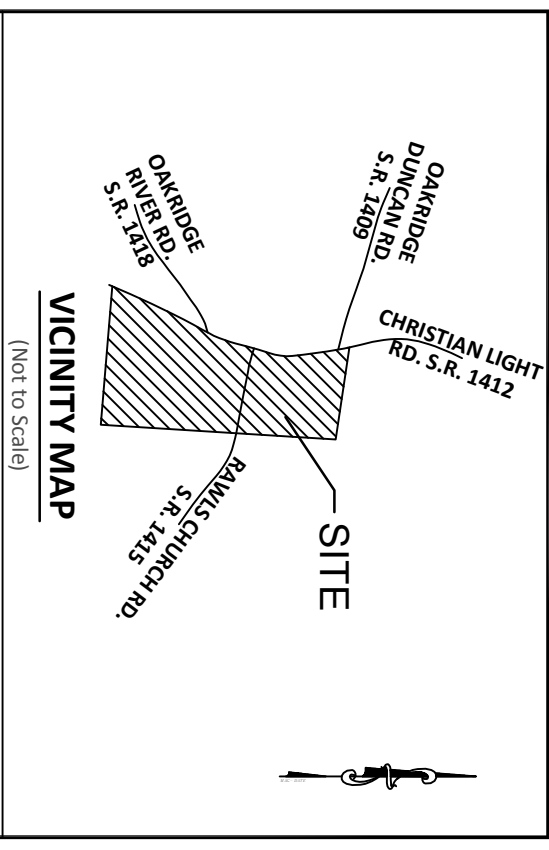 OAKRIDGE
DUNCAN RD.
S.R. 1409
CHRISTIAN LIGHT
RD. S.R. 1412
OAKRIDGE
RIVER RD.
S.R. 1418
SITE
RAWLS CHURCH RD.
S.R. 1415
VICINITY MAP
(Not to Scale)